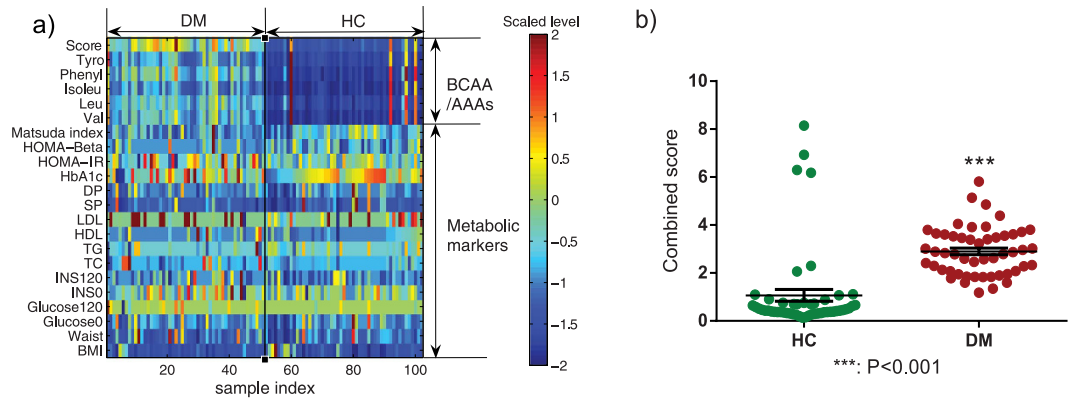 a)
DM
HC
Score
Tyro
Phenyl
Isoleu
Leu
Val
Matsuda index
HOMA−Beta
HOMA−IR
HbA1c
DP
SP
LDL
HDL
TG
TC
INS120
INS0
Glucose120
Glucose0
Waist
BMI
20
40
60
80
100
sample index
BCAA
/AAAs
Metabolic
markers
Scaled level
2
1.5
1
0.5
0
−0.5
−1
−1.5
−2
b)
Combined score
10
8
6
4
2
0
***
HC
DM
***: P<0.001